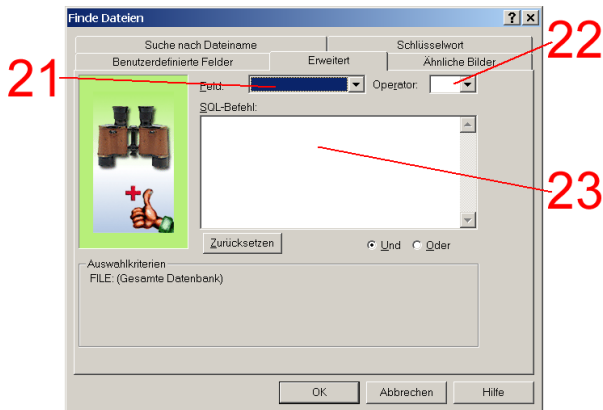 Finde Dateien
Suche nach Dateiname
Schlüsselwort
Benutzerdefinierte Felder
Erweitert
Ähnliche Bilder
22
21
Feld:
Operator:
SQL-Befehl:
23
Zurücksetzen
Und
Oder
Auswahlkriterien
FILE: (Gesamte Datenbank)
OK
Abbrechen
Hilfe